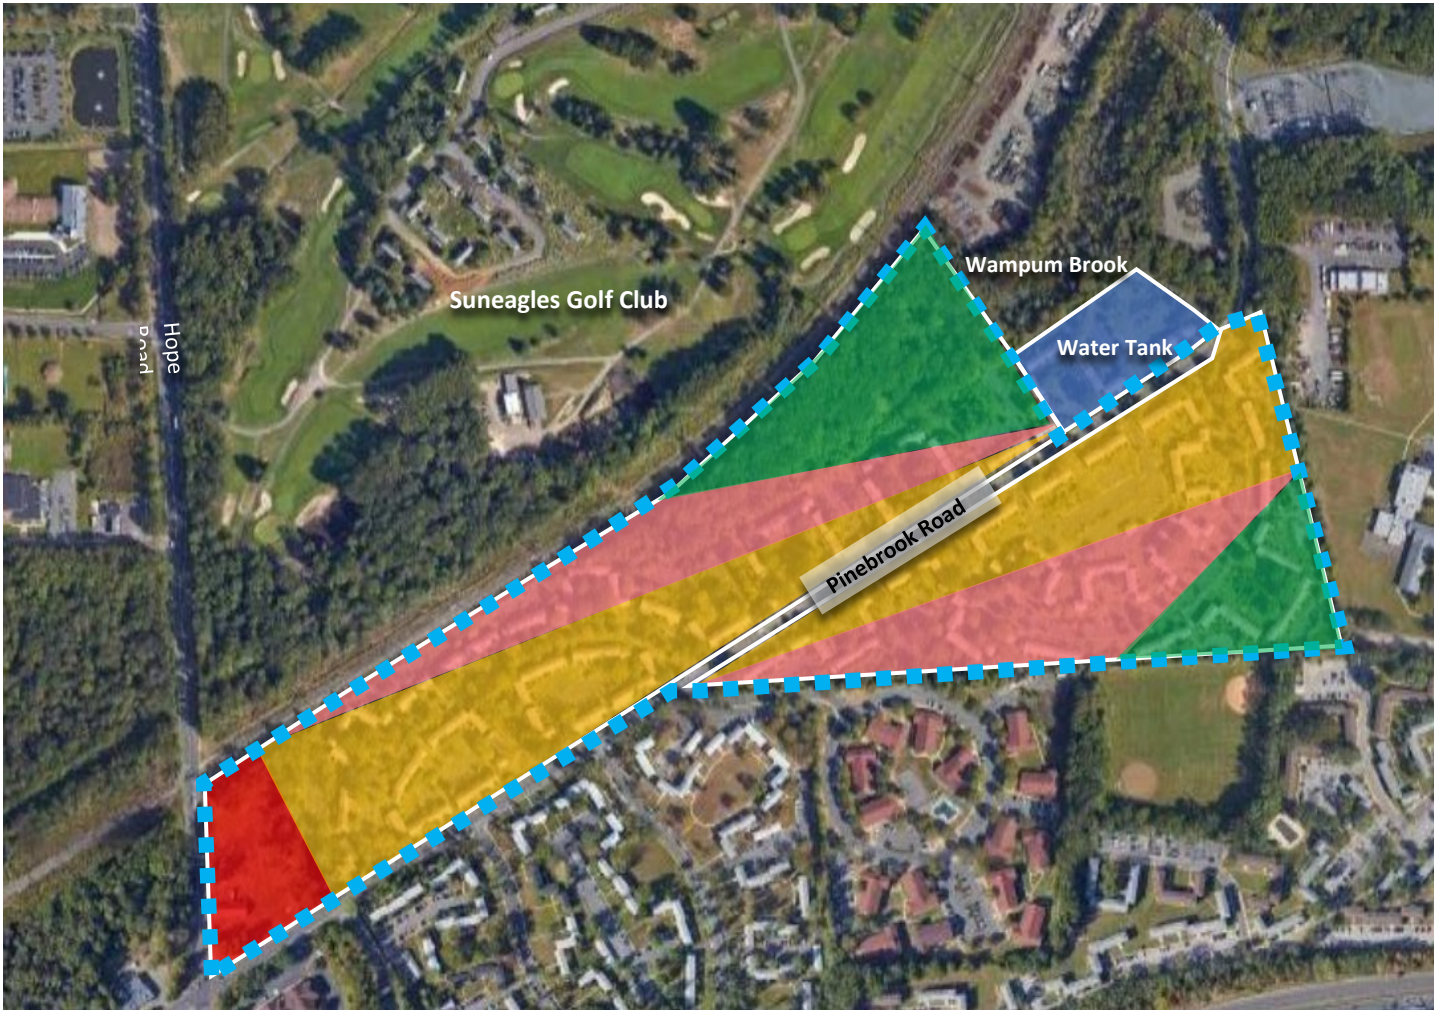 Wampum Brook
Suneagles Golf Club
Water Tank
Hope
Pinebrook Road